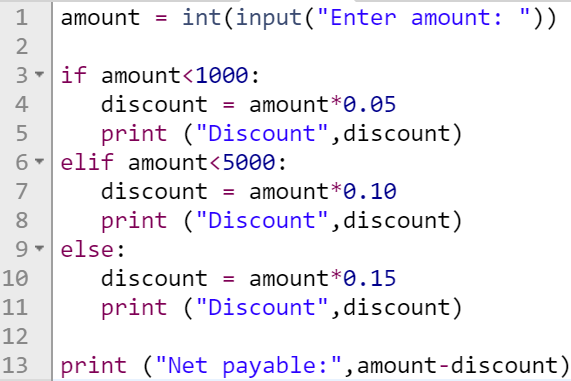 1 amount = int(input("Enter amount: "))
2
3 if amount<1000:
4 discount = amount*0.05
5 print ("Discount",discount)
6 elif amount<5000:
7 discount = amount*0.10
8 print ("Discount",discount)
9 else:
10 discount = amount*0.15
11 print ("Discount",discount)
12
13 print ("Net payable:",amount-discount)